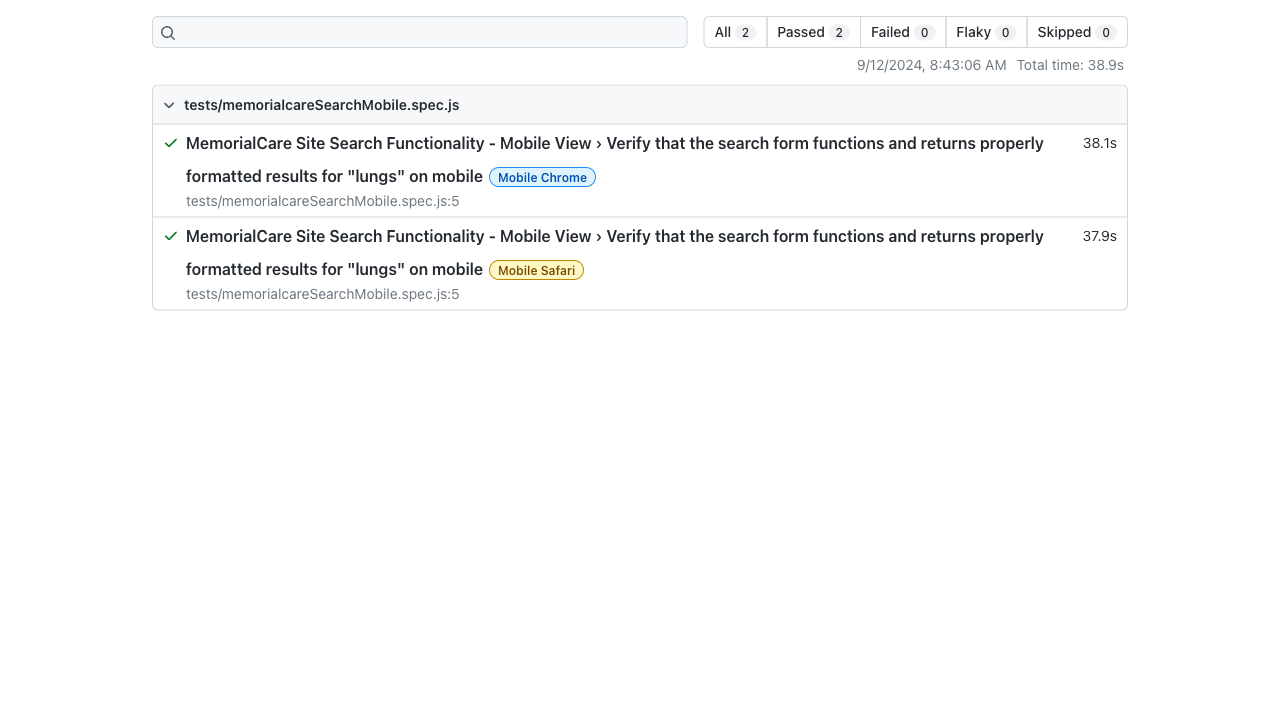 All 2 Passed 2 Failed 0 Flaky 0 Skipped 0
9/12/2024, 8:43:06 AM Total time: 38.9s
tests/memorialcareSearchMobile.spec.js
MemorialCare Site Search Functionality - Mobile View › Verify that the search form functions and returns properly 38.1s
formatted results for "lungs" on mobile Mobile Chrome
tests/memorialcareSearchMobile.spec.js:5
MemorialCare Site Search Functionality - Mobile View › Verify that the search form functions and returns properly 37.9s
formatted results for "lungs" on mobile Mobile Safari
tests/memorialcareSearchMobile.spec.js:5